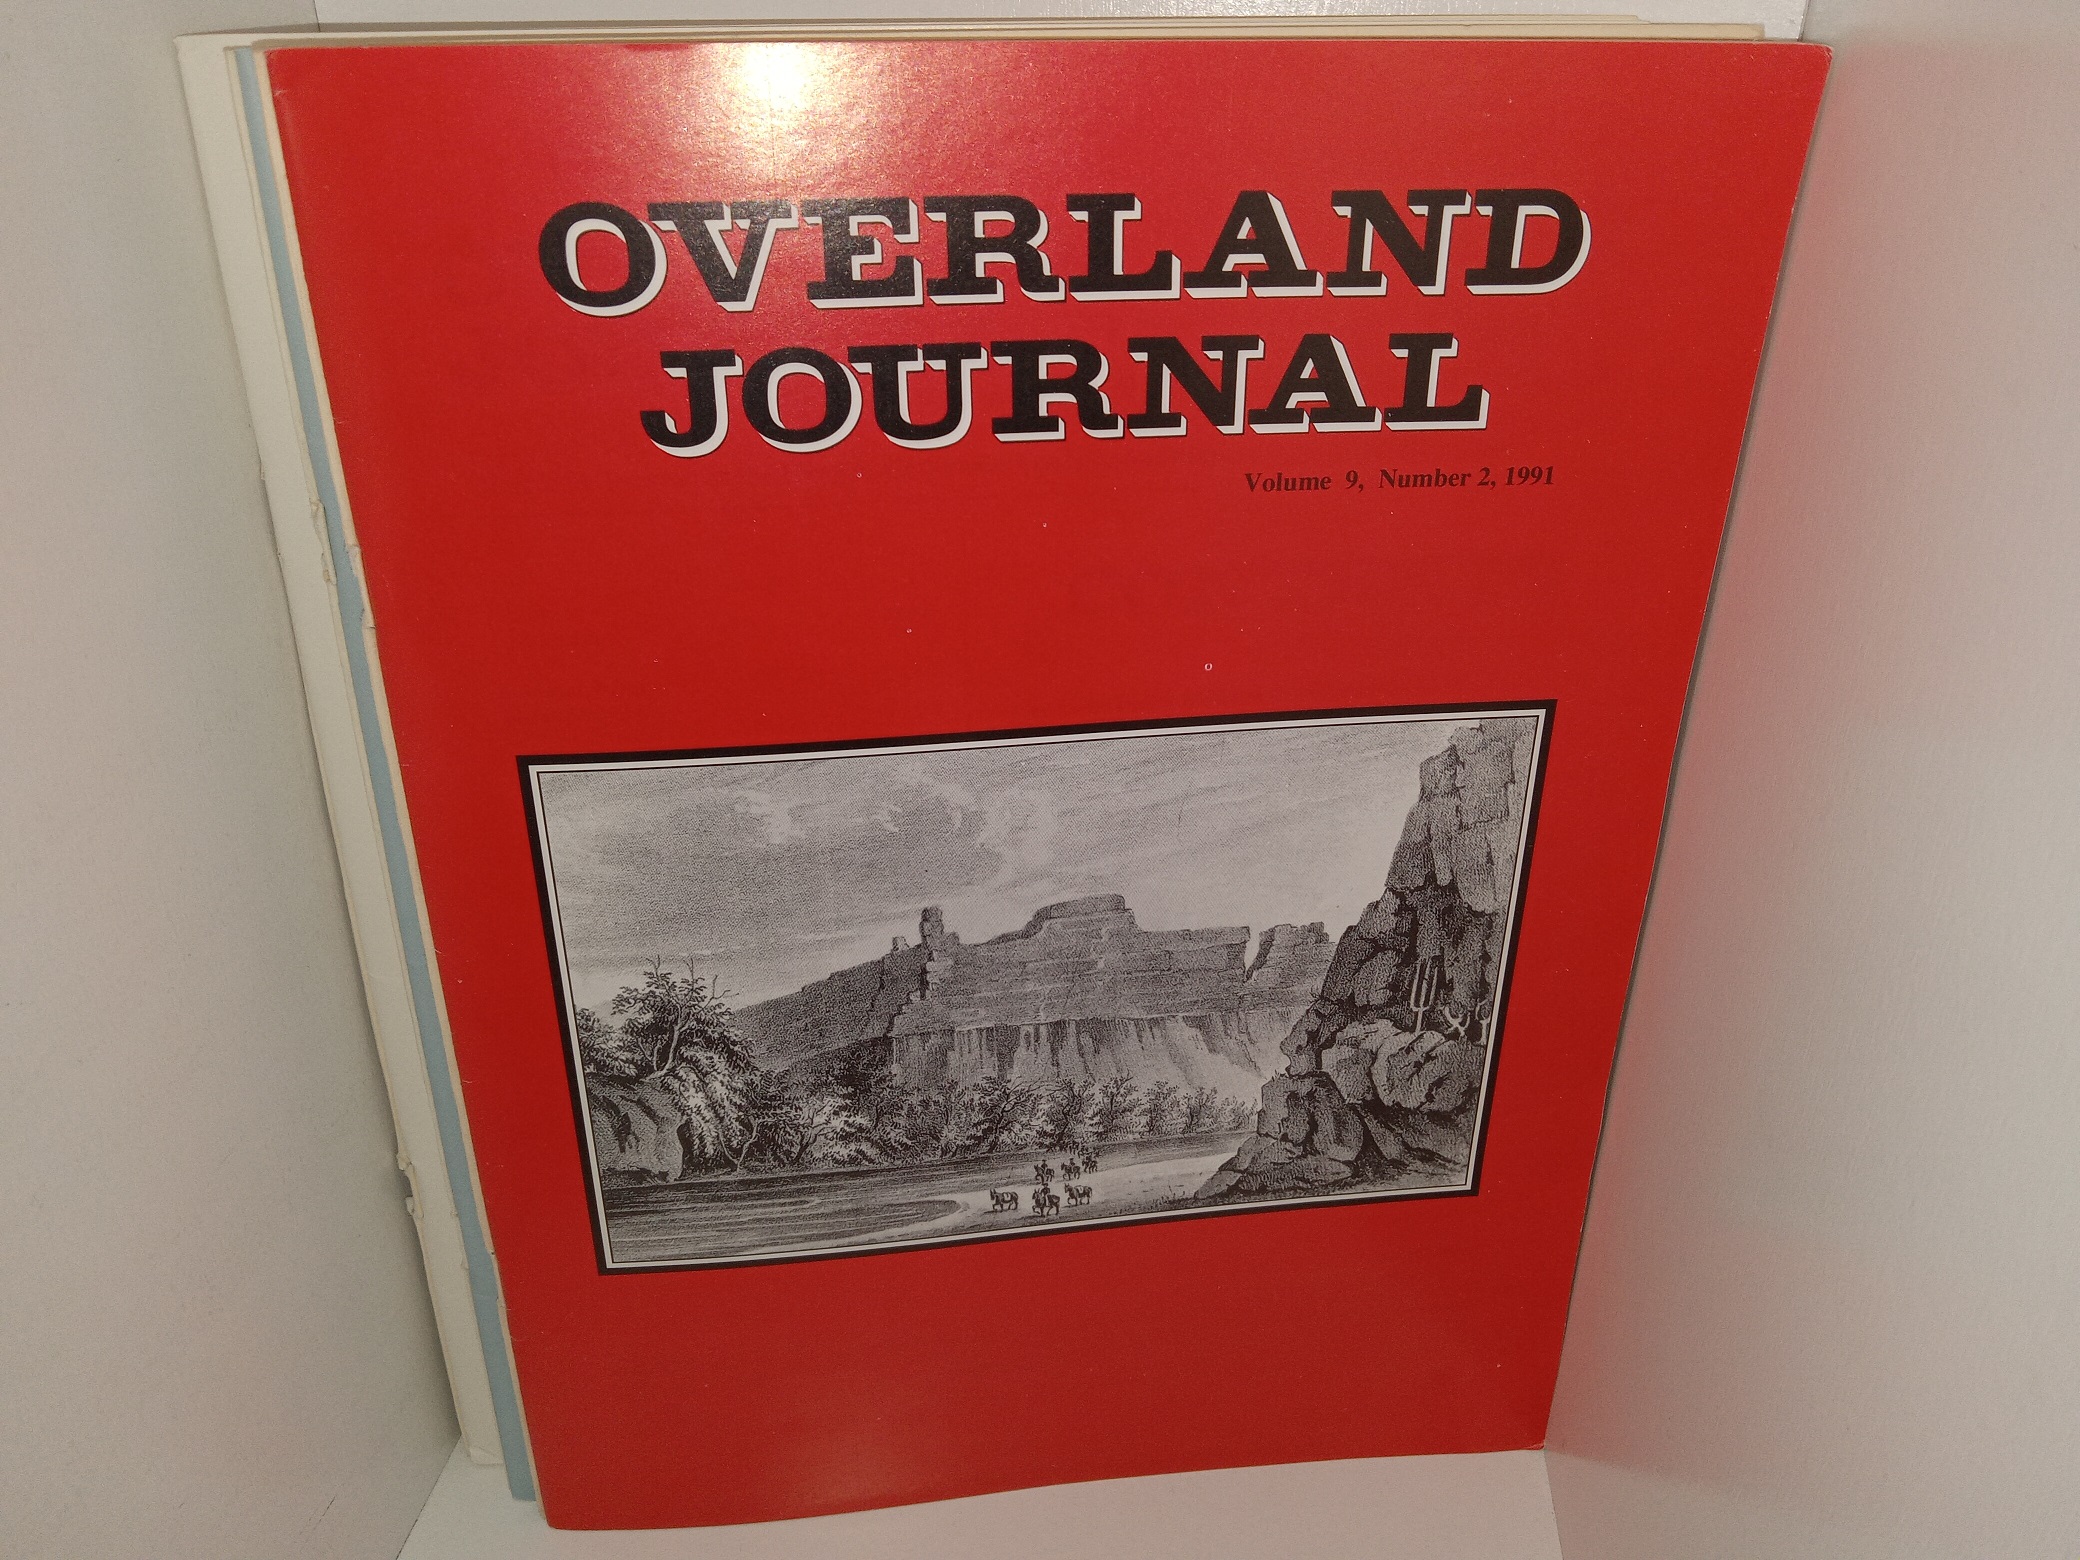 OVERLAND
JOURNAL
Volume 9, Number 2, 1991